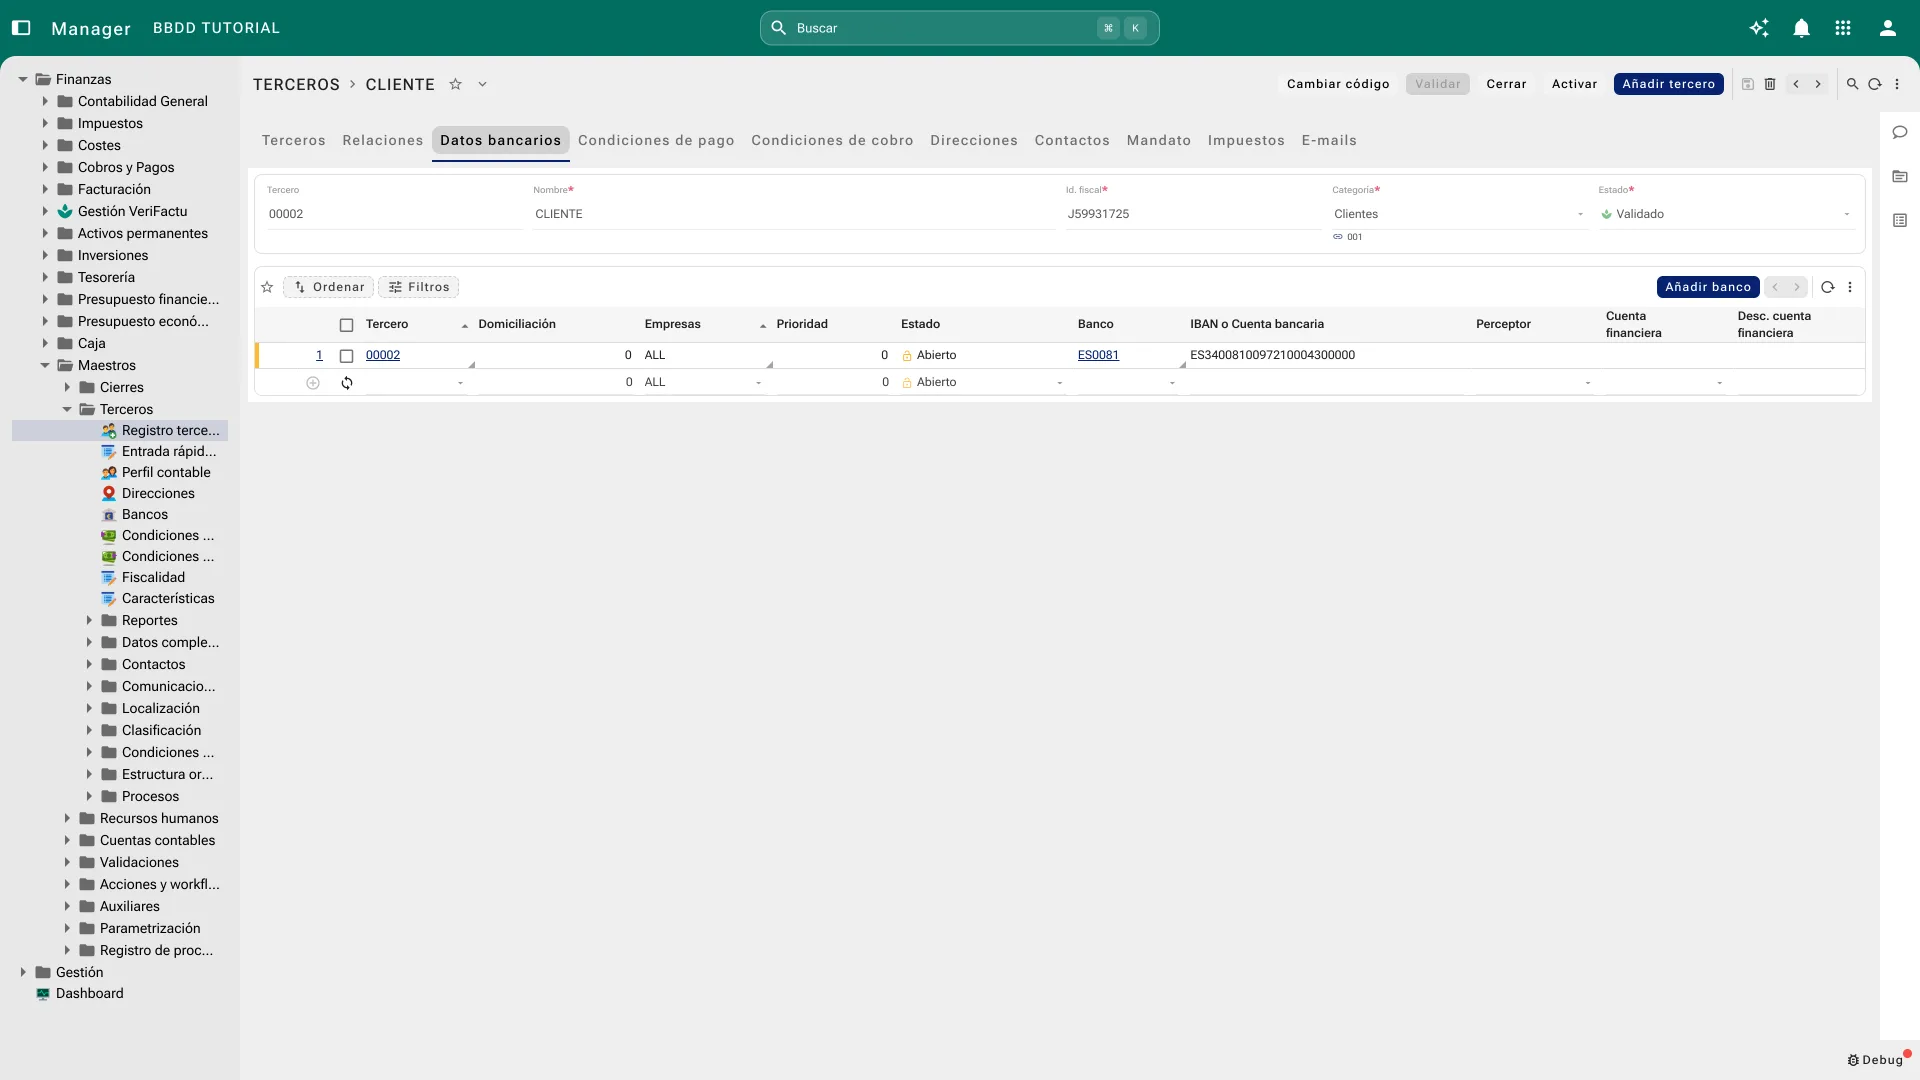 Manager BBDD TUTORIAL
Buscar
⌘ K
Finanzas
Contabilidad General
Impuestos
Costes
Cobros y Pagos
Facturación
Gestión VeriFactu
Activos permanentes
Inversiones
Tesorería
Presupuesto financie...
Presupuesto econó...
Caja
Maestros
Cierres
Terceros
Registro terce...
Entrada rápid...
Perfil contable
Direcciones
Bancos
Condiciones ...
Condiciones ...
Fiscalidad
Características
Reportes
Datos comple...
Contactos
Comunicacio...
Localización
Clasificación
Condiciones ...
Estructura or...
Procesos
Recursos humanos
Cuentas contables
Validaciones
Acciones y workfl...
Auxiliares
Parametrización
Registro de proc...
Gestión
Dashboard
TERCEROS > CLIENTE
Cambiar código Validar Cerrar Activar Añadir tercero
Terceros Relaciones Datos bancarios Condiciones de pago Condiciones de cobro Direcciones Contactos Mandato Impuestos E-mails
Tercero Nombre* Id. fiscal* Categoría* Estado*
00002 CLIENTE J59931725 Clientes Validado
001
Ordenar Filtros Añadir banco
Tercero Domiciliación Empresas Prioridad Estado Banco IBAN o Cuenta bancaria Perceptor Cuenta financiera Desc. cuenta financiera
1 00002 0 ALL 0 Abierto ES0081 ES3400810097210004300000
0 ALL 0 Abierto
Debug